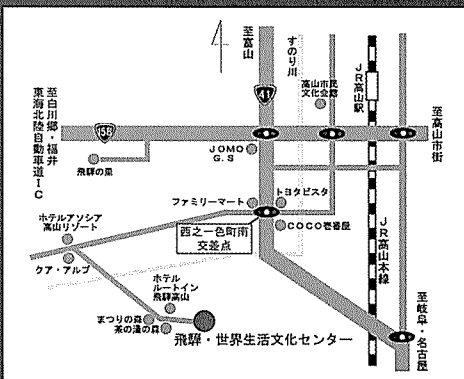 至富山
すのり川
41
高山市民
文化会館
JR高山駅
至高山市街
至白川郷・福井
東海北陸自動車道IC
158
飛騨の里
JOMO
G.S
ファミリーマート
トヨタビスタ
西之一色町南
交差点
COCO壱番屋
JR高山本線
ホテルアソシア
高山リゾート
クア・アルプ
ホテル
ルートイン
飛騨高山
まつりの森
茶の湯の森
飛騨・世界生活文化センター
至岐阜・名古屋